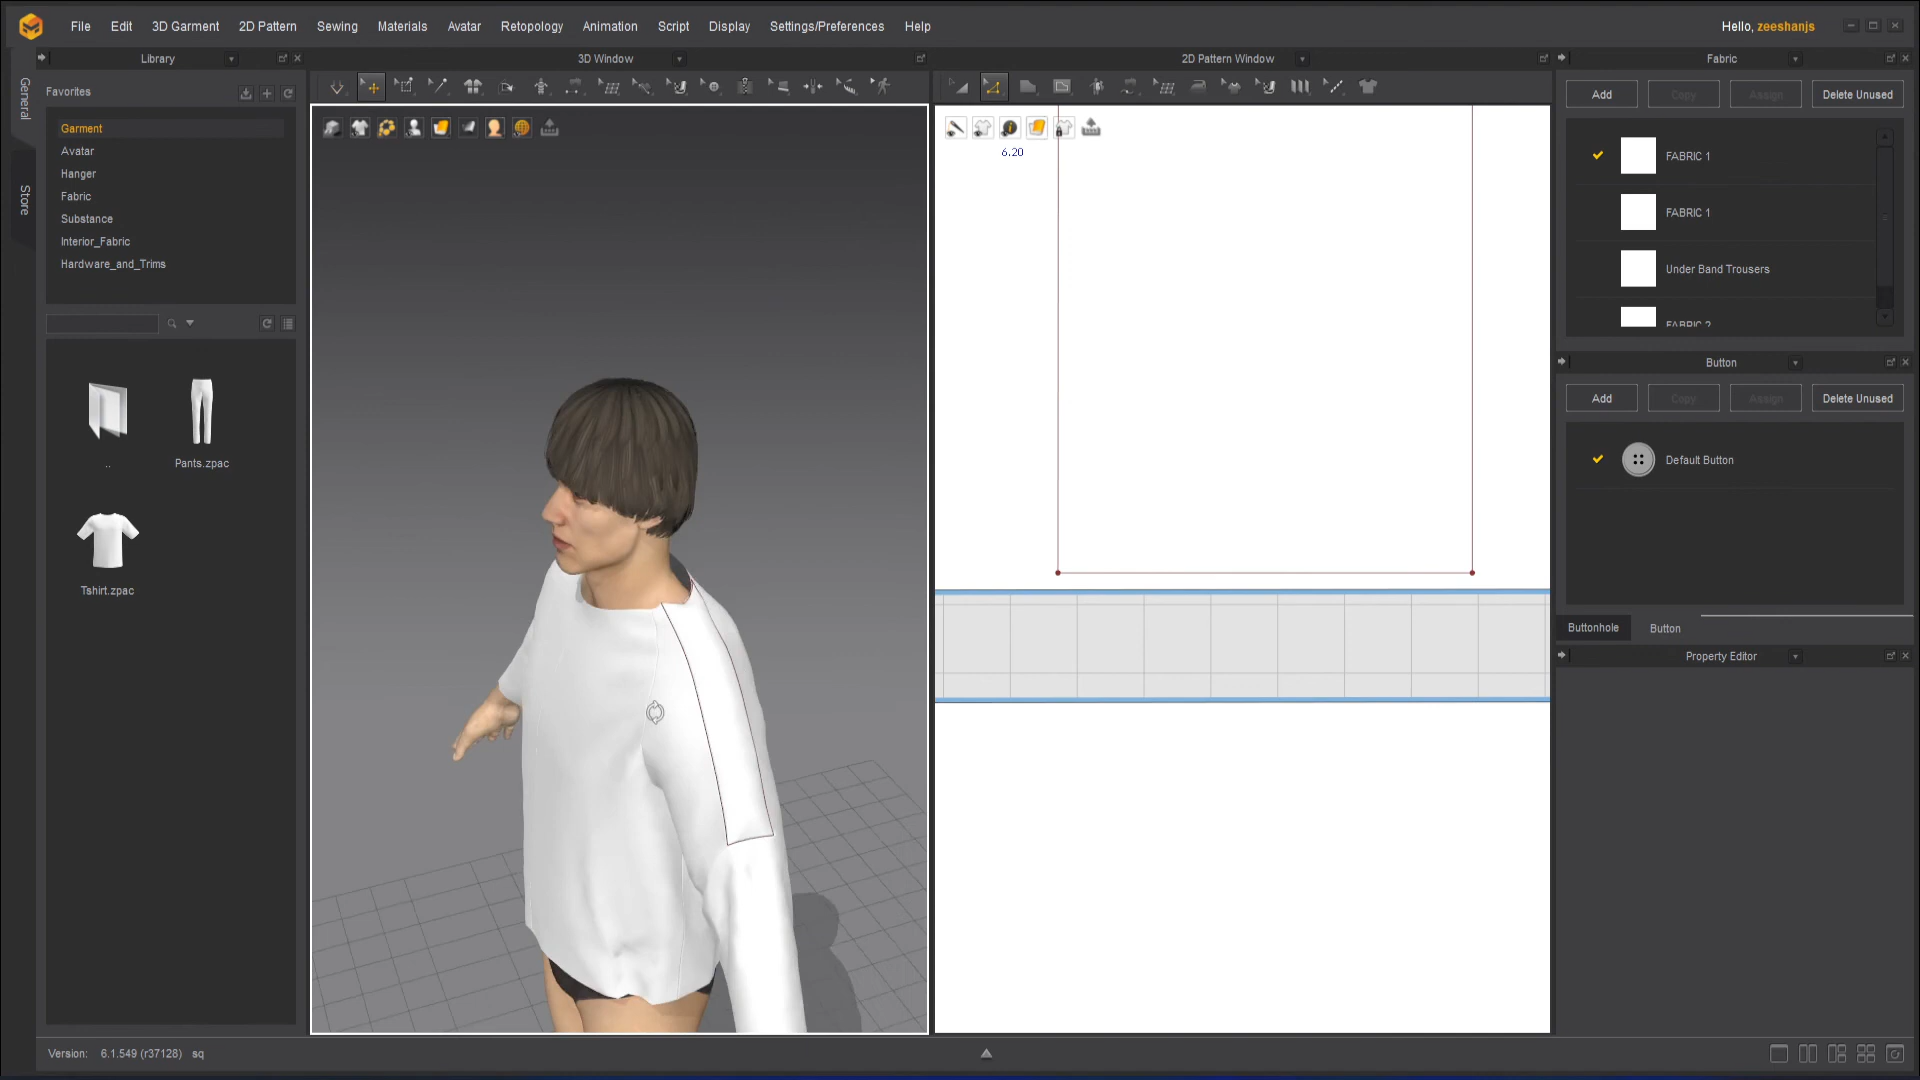 File Edit 3D Garment 2D Pattern Sewing Materials Avatar Retopology Animation Script Display Settings/Preferences Help
Hello, zeeshanjs
Library
3D Window
2D Pattern Window
Fabric
General
Store
Favorites
Garment
Avatar
Hanger
Fabric
Substance
Interior_Fabric
Hardware_and_Trims
..
Pants.zpac
Tshirt.zpac
6.20
Add Copy Assign Delete Unused
FABRIC 1
FABRIC 1
Under Band Trousers
FABRIC 2
Button
Add Copy Assign Delete Unused
Default Button
Buttonhole Button
Property Editor
Version: 6.1.549 (r37128) sq